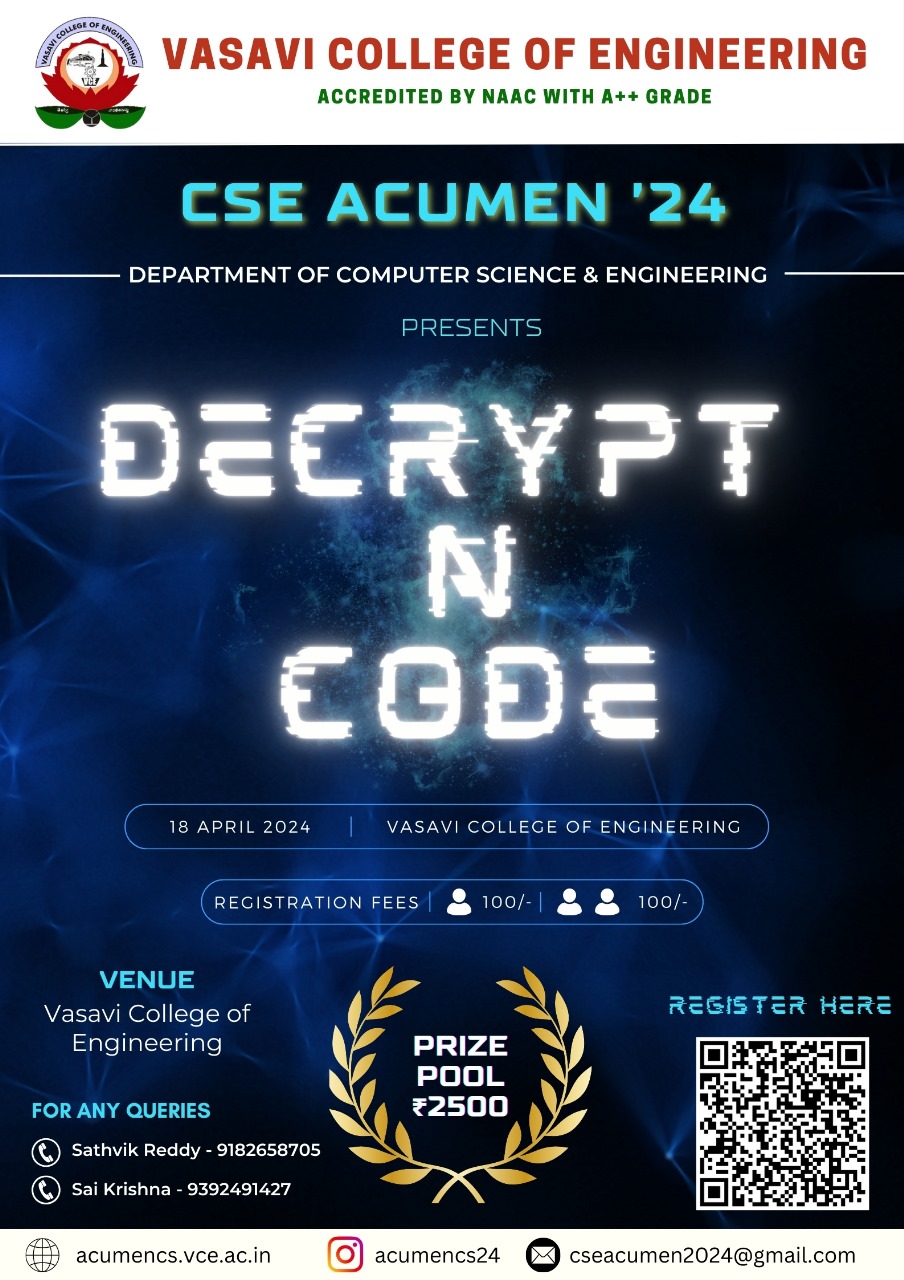 VASAVI COLLEGE OF ENGINEERING
VCE
VASAVI COLLEGE OF ENGINEERING
ACCREDITED BY NAAC WITH A++ GRADE
CSE ACUMEN '24
DEPARTMENT OF COMPUTER SCIENCE & ENGINEERING
PRESENTS
DECRYPT
N
CODE
18 APRIL 2024 | VASAVI COLLEGE OF ENGINEERING
REGISTRATION FEES | 100/- | 100/-
VENUE
Vasavi College of
Engineering
PRIZE
POOL
₹2500
REGISTER HERE
FOR ANY QUERIES
Sathvik Reddy - 9182658705
Sai Krishna - 9392491427
acumencs.vce.ac.in
acumencs24
cseacumen2024@gmail.com